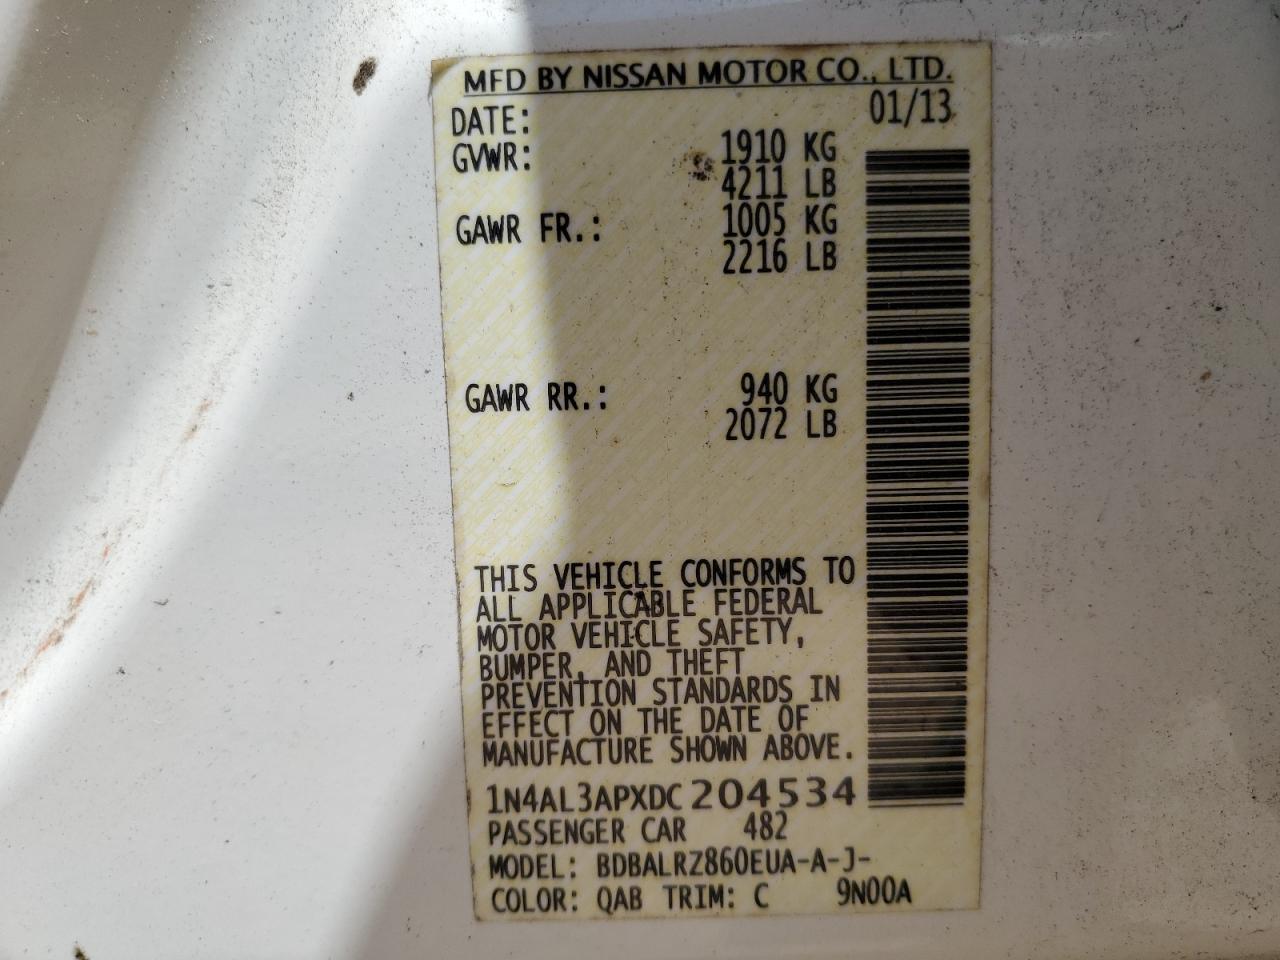 MFD BY NISSAN MOTOR CO., LTD.
DATE: 01/13
GVWR: 1910 KG
4211 LB
GAWR FR.: 1005 KG
2216 LB
GAWR RR.: 940 KG
2072 LB
THIS VEHICLE CONFORMS TO
ALL APPLICABLE FEDERAL
MOTOR VEHICLE SAFETY,
BUMPER, AND THEFT
PREVENTION STANDARDS IN
EFFECT ON THE DATE OF
MANUFACTURE SHOWN ABOVE.
1N4AL3APXDC204534
PASSENGER CAR 482
MODEL: BDBALRZ860EUA-A-J-
COLOR: QAB TRIM: C 9N00A